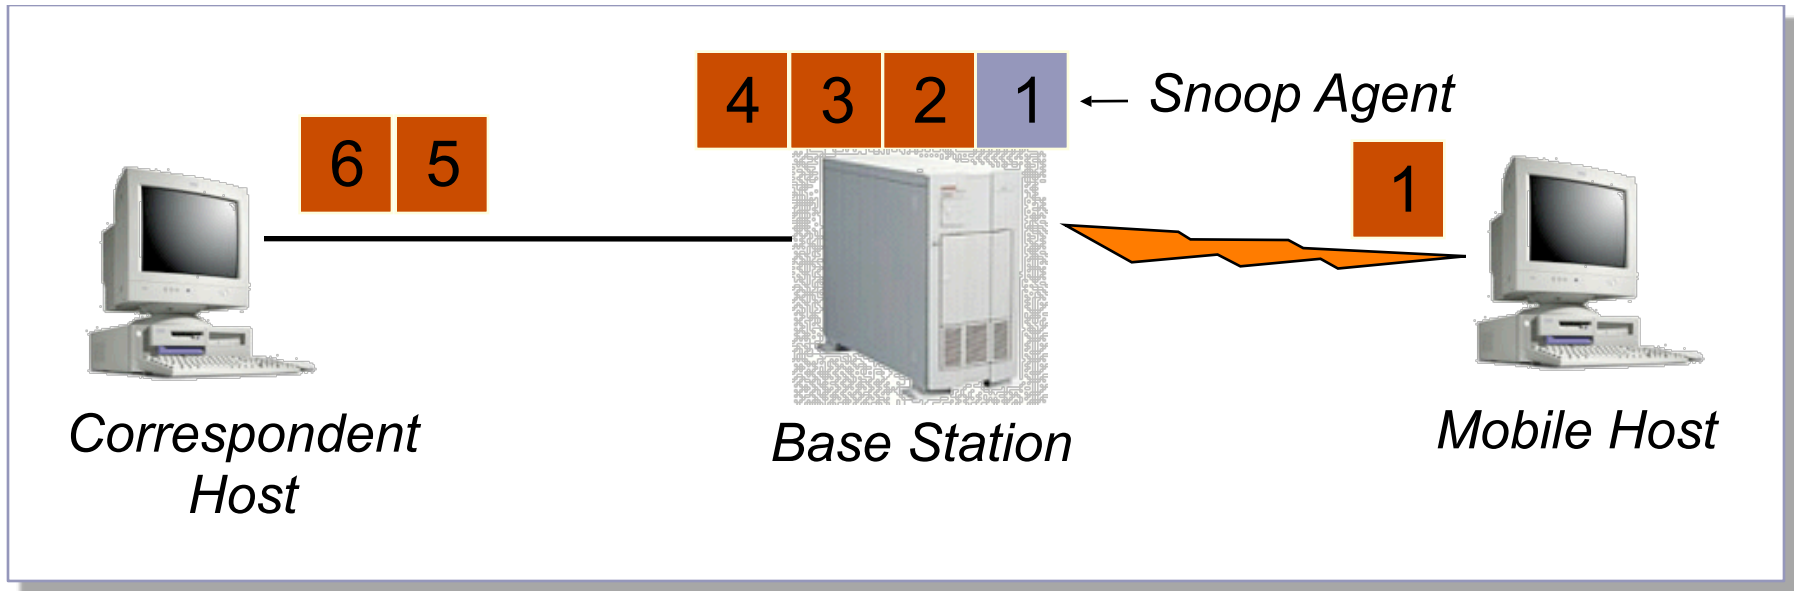 4 3 2 1
Snoop Agent
6 5
1
Correspondent
Host
Base Station
Mobile Host